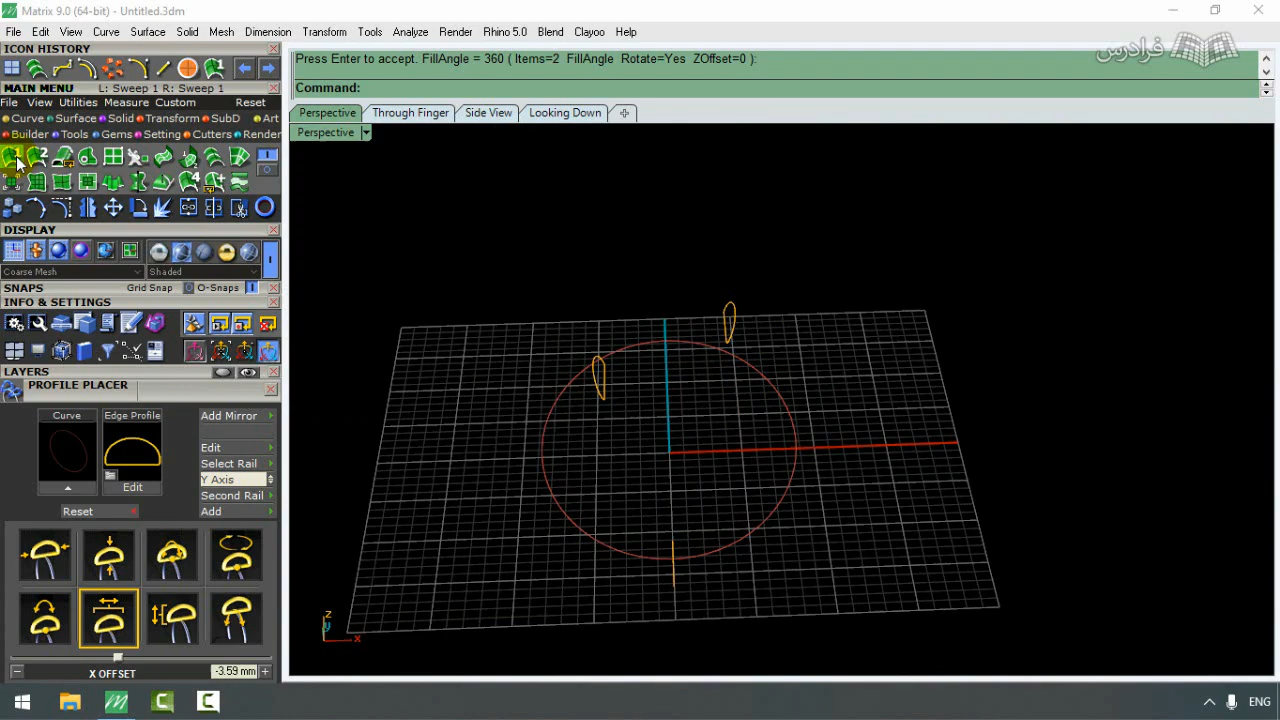 Matrix 9.0 (64-bit) - Untitled.3dm
File Edit View Curve Surface Solid Mesh Dimension Transform Tools Analyze Render Rhino 5.0 Blend Clayoo Help
فرادرس
ICON HISTORY
Press Enter to accept. FillAngle = 360 ( Items=2 FillAngle Rotate=Yes ZOffset=0 ):
MAIN MENU L: Sweep 1 R: Sweep 1
Command:
File View Utilities Measure Custom Reset
Perspective Through Finger Side View Looking Down
Curve Surface Solid Transform SubD Art
Builder Tools Gems Setting Cutters Render
Perspective
DISPLAY
Coarse Mesh Shaded
SNAPS Grid Snap O-Snaps
INFO & SETTINGS
LAYERS
PROFILE PLACER
Curve Edge Profile Add Mirror
Edit
Select Rail
Y Axis
Edit Second Rail
Reset Add
z
y
x
X OFFSET -3.59 mm
ENG